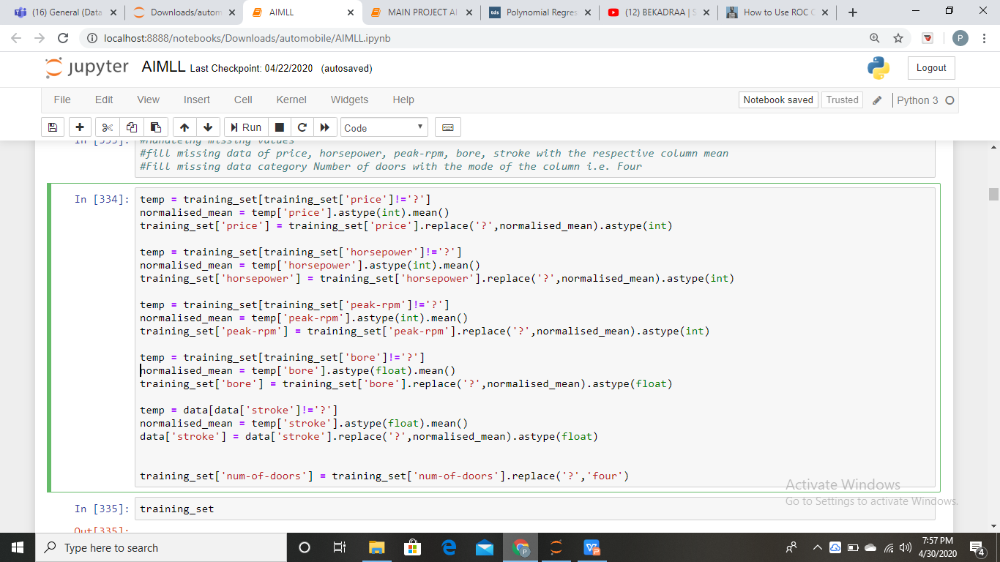 (16) General (Data
Downloads/autom
AIMLL
MAIN PROJECT AI
tds Polynomial Regres
(12) BEKADRAA | S
How to Use ROC C
localhost:8888/notebooks/Downloads/automobile/AIMLL.ipynb
P
jupyter AIMLL Last Checkpoint: 04/22/2020 (autosaved)
Logout
File Edit View Insert Cell Kernel Widgets Help
Notebook saved Trusted Python 3
Run Code
#Handleing missing values
#fill missing data of price, horsepower, peak-rpm, bore, stroke with the respective column mean
#Fill missing data category Number of doors with the mode of the column i.e. Four
In [334]: temp = training_set[training_set['price']!='?']
normalised_mean = temp['price'].astype(int).mean()
training_set['price'] = training_set['price'].replace('?',normalised_mean).astype(int)
temp = training_set[training_set['horsepower']!='?']
normalised_mean = temp['horsepower'].astype(int).mean()
training_set['horsepower'] = training_set['horsepower'].replace('?',normalised_mean).astype(int)
temp = training_set[training_set['peak-rpm']!='?']
normalised_mean = temp['peak-rpm'].astype(int).mean()
training_set['peak-rpm'] = training_set['peak-rpm'].replace('?',normalised_mean).astype(int)
temp = training_set[training_set['bore']!='?']
normalised_mean = temp['bore'].astype(float).mean()
training_set['bore'] = training_set['bore'].replace('?',normalised_mean).astype(float)
temp = data[data['stroke']!='?']
normalised_mean = temp['stroke'].astype(float).mean()
data['stroke'] = data['stroke'].replace('?',normalised_mean).astype(float)
training_set['num-of-doors'] = training_set['num-of-doors'].replace('?','four')
Activate Windows
Go to Settings to activate Windows.
In [335]: training_set
Out[335]:
Type here to search
P
7:57 PM
4/30/2020
4